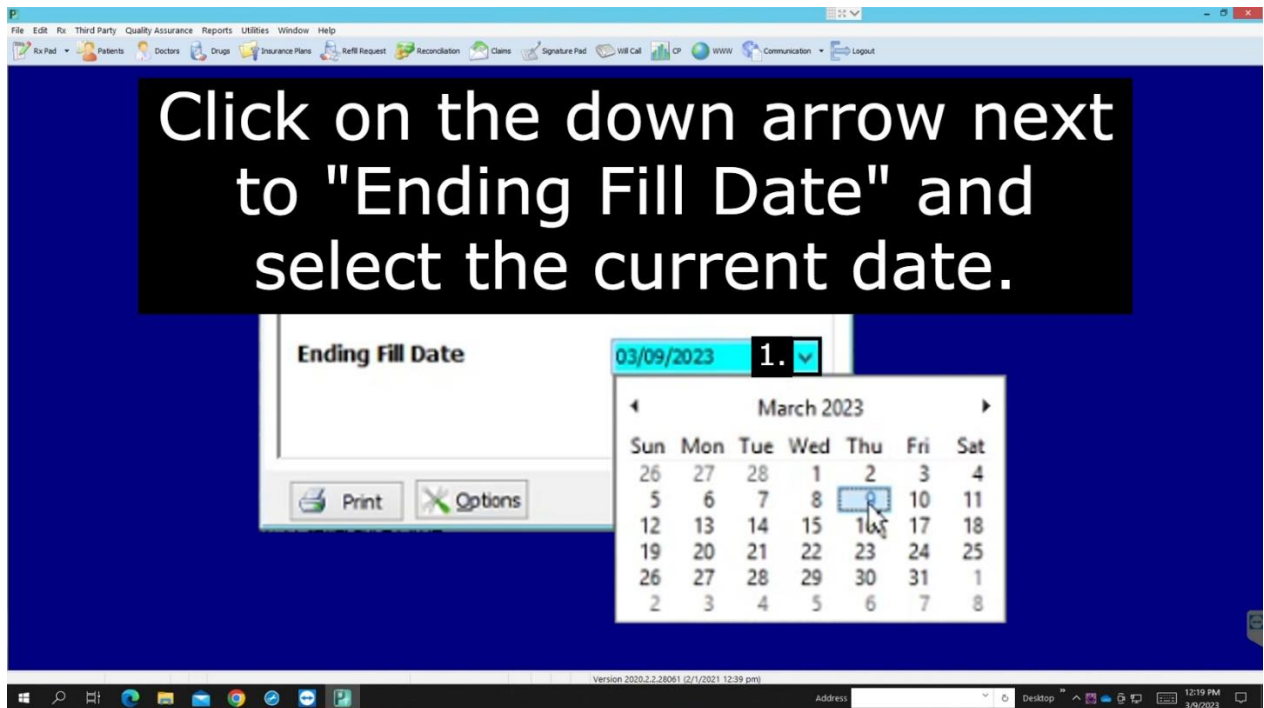 P
File Edit Rx Third Party Quality Assurance Reports Utilities Window Help
Rx Pad Patients Doctors Drugs Insurance Plans Refill Request Reconciliation Claims Signature Pad Will Call CP WWW Communication Logout
Click on the down arrow next
to "Ending Fill Date" and
select the current date.
Ending Fill Date 03/09/2023 1.
March 2023
Sun Mon Tue Wed Thu Fri Sat
26 27 28 1 2 3 4
5 6 7 8 9 10 11
12 13 14 15 16 17 18
19 20 21 22 23 24 25
26 27 28 29 30 31 1
2 3 4 5 6 7 8
Print Options
Version 2020.2.2.28061 (2/1/2021 12:39 pm)
Address Desktop 12:19 PM
3/9/2023